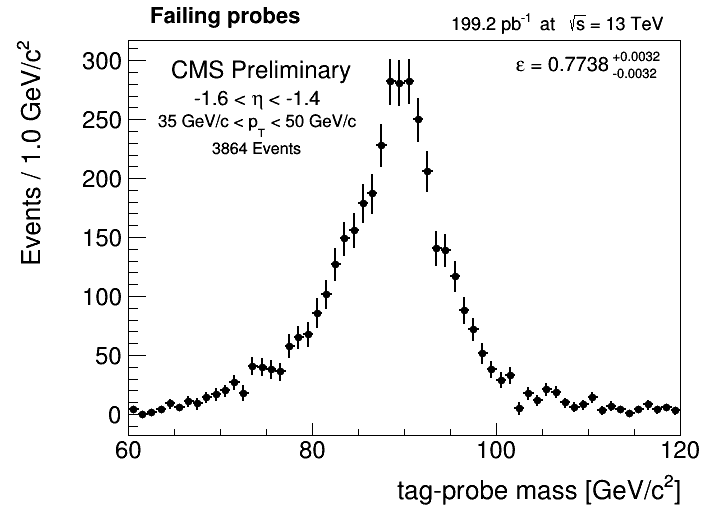 Failing probes
199.2 pb⁻¹ at √s = 13 TeV
CMS Preliminary
-1.6 < η < -1.4
35 GeV/c < p_T < 50 GeV/c
3864 Events
ε = 0.7738 +0.0032 -0.0032
Events / 1.0 GeV/c²
300
250
200
150
100
50
0
60 80 100 120
tag-probe mass [GeV/c²]